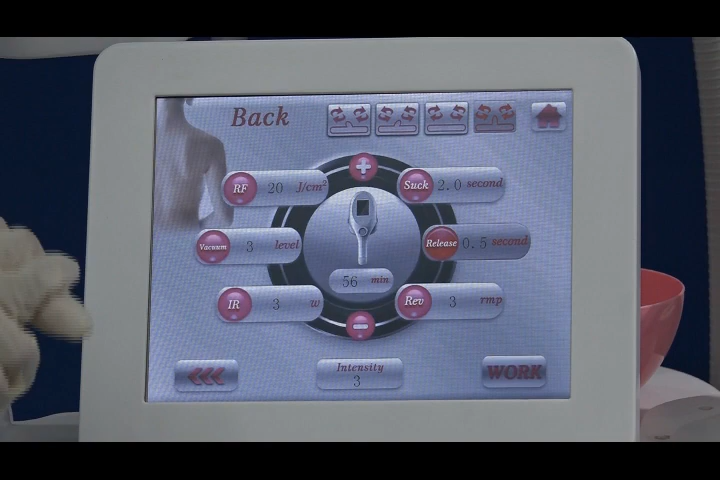 Back
RF 20 J/cm²
Suck 2.0 second
Vacuum 3 level
Release 0.5 second
56 min
IR 3 w
Rev 3 rmp
Intensity
3
WORK